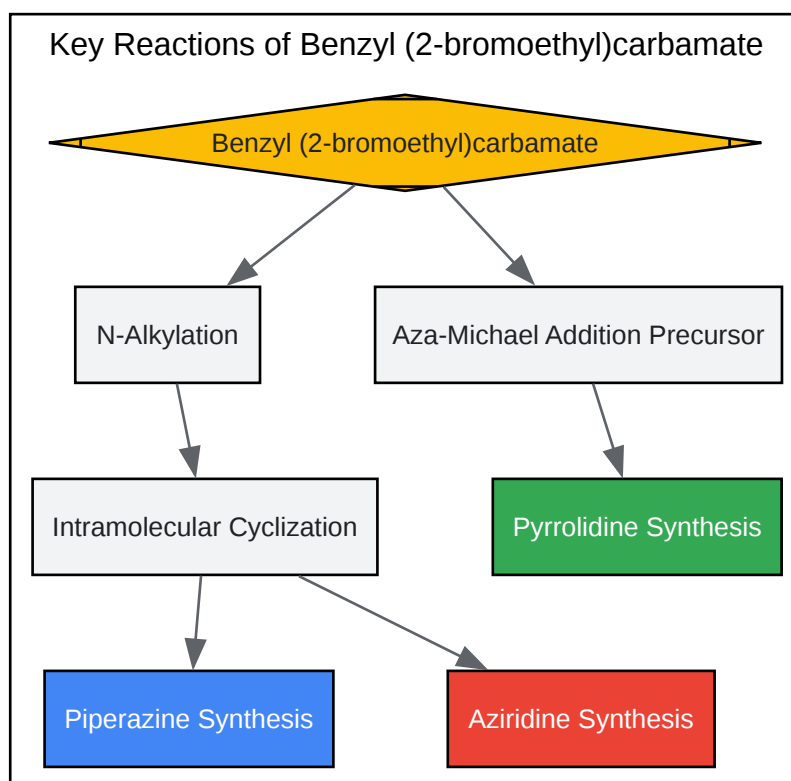 Key Reactions of Benzyl (2-bromoethyl)carbamate
Benzyl (2-bromoethyl)carbamate
N-Alkylation
Aza-Michael Addition Precursor
Intramolecular Cyclization
Pyrrolidine Synthesis
Piperazine Synthesis
Aziridine Synthesis